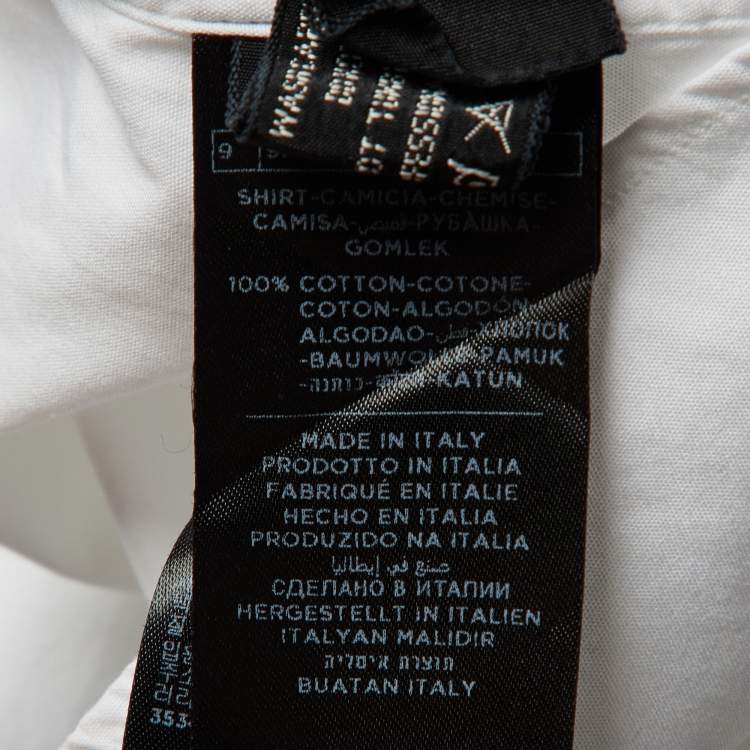 9
SHIRT-CAMICIA-CHEMISE-
CAMISA-قميص-РУБАШКА-
GOMLEK
100% COTTON-COTONE-
COTON-ALGODÓN
ALGODAO-قطن-ХЛОПОК
-BAUMWOLLE-PAMUK
-כותנה- -KATUN
MADE IN ITALY
PRODOTTO IN ITALIA
FABRIQUÉ EN ITALIE
HECHO EN ITALIA
PRODUZIDO NA ITALIA
صنع في إيطاليا
СДЕЛАНО В ИТАЛИИ
HERGESTELLT IN ITALIEN
ITALYAN MALIDIR
תוצרת איטליה
BUATAN ITALY